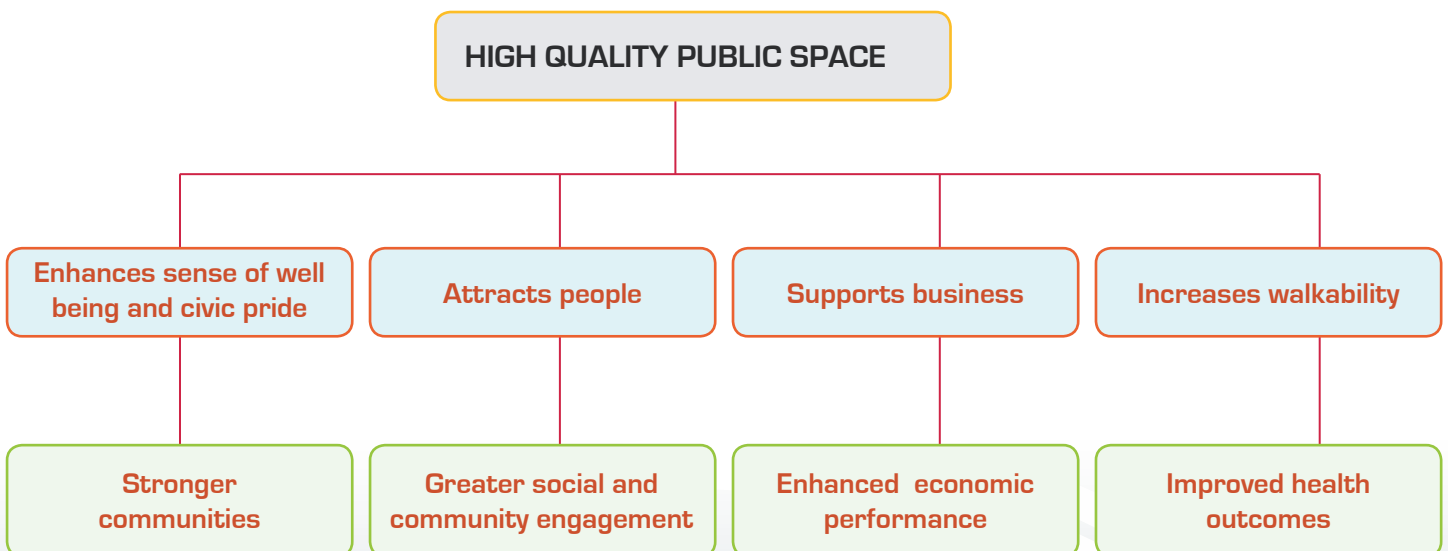 HIGH QUALITY PUBLIC SPACE
Enhances sense of well
being and civic pride
Attracts people
Supports business
Increases walkability
Stronger
communities
Greater social and
community engagement
Enhanced economic
performance
Improved health
outcomes